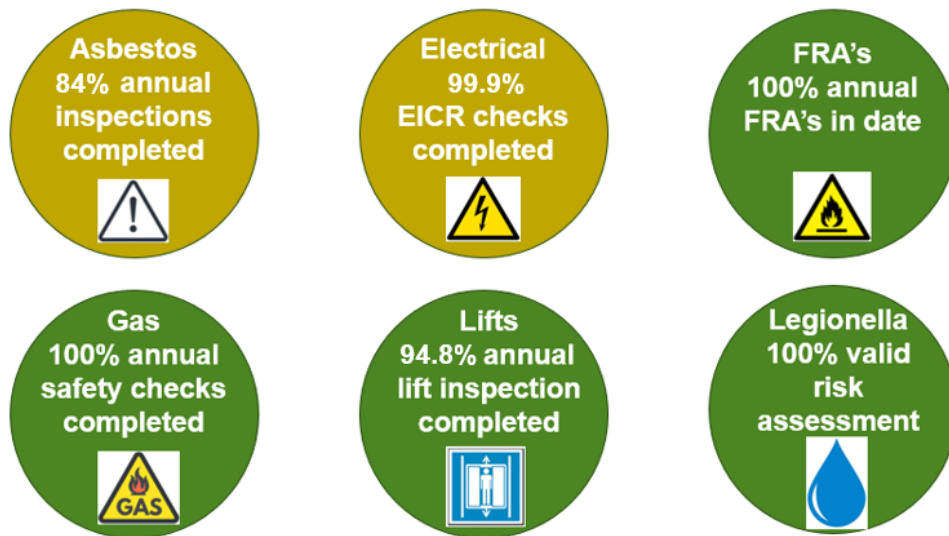 Asbestos
84% annual
inspections
completed
Electrical
99.9%
EICR checks
completed
FRA's
100% annual
FRA's in date
Gas
100% annual
safety checks
completed
GAS
Lifts
94.8% annual
lift inspection
completed
Legionella
100% valid
risk
assessment